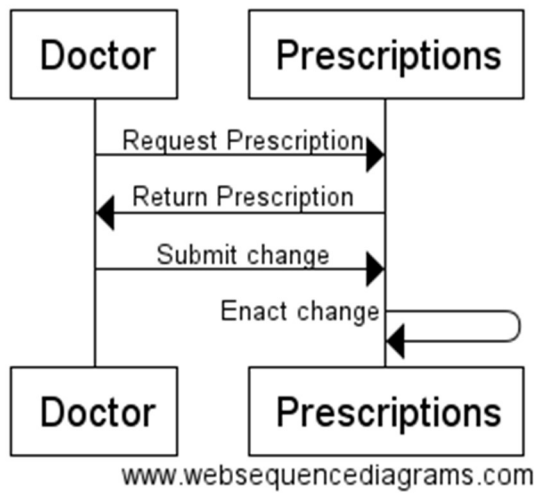 Doctor Prescriptions
Request Prescription
Return Prescription
Submit change
Enact change
Doctor Prescriptions
www.websequencediagrams.com